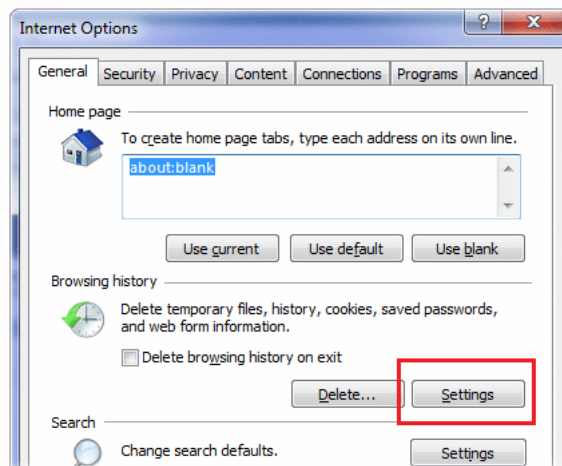 Internet Options
General Security Privacy Content Connections Programs Advanced
Home page
To create home page tabs, type each address on its own line.
about:blank
Use current Use default Use blank
Browsing history
Delete temporary files, history, cookies, saved passwords,
and web form information.
Delete browsing history on exit
Delete... Settings
Search
Change search defaults. Settings